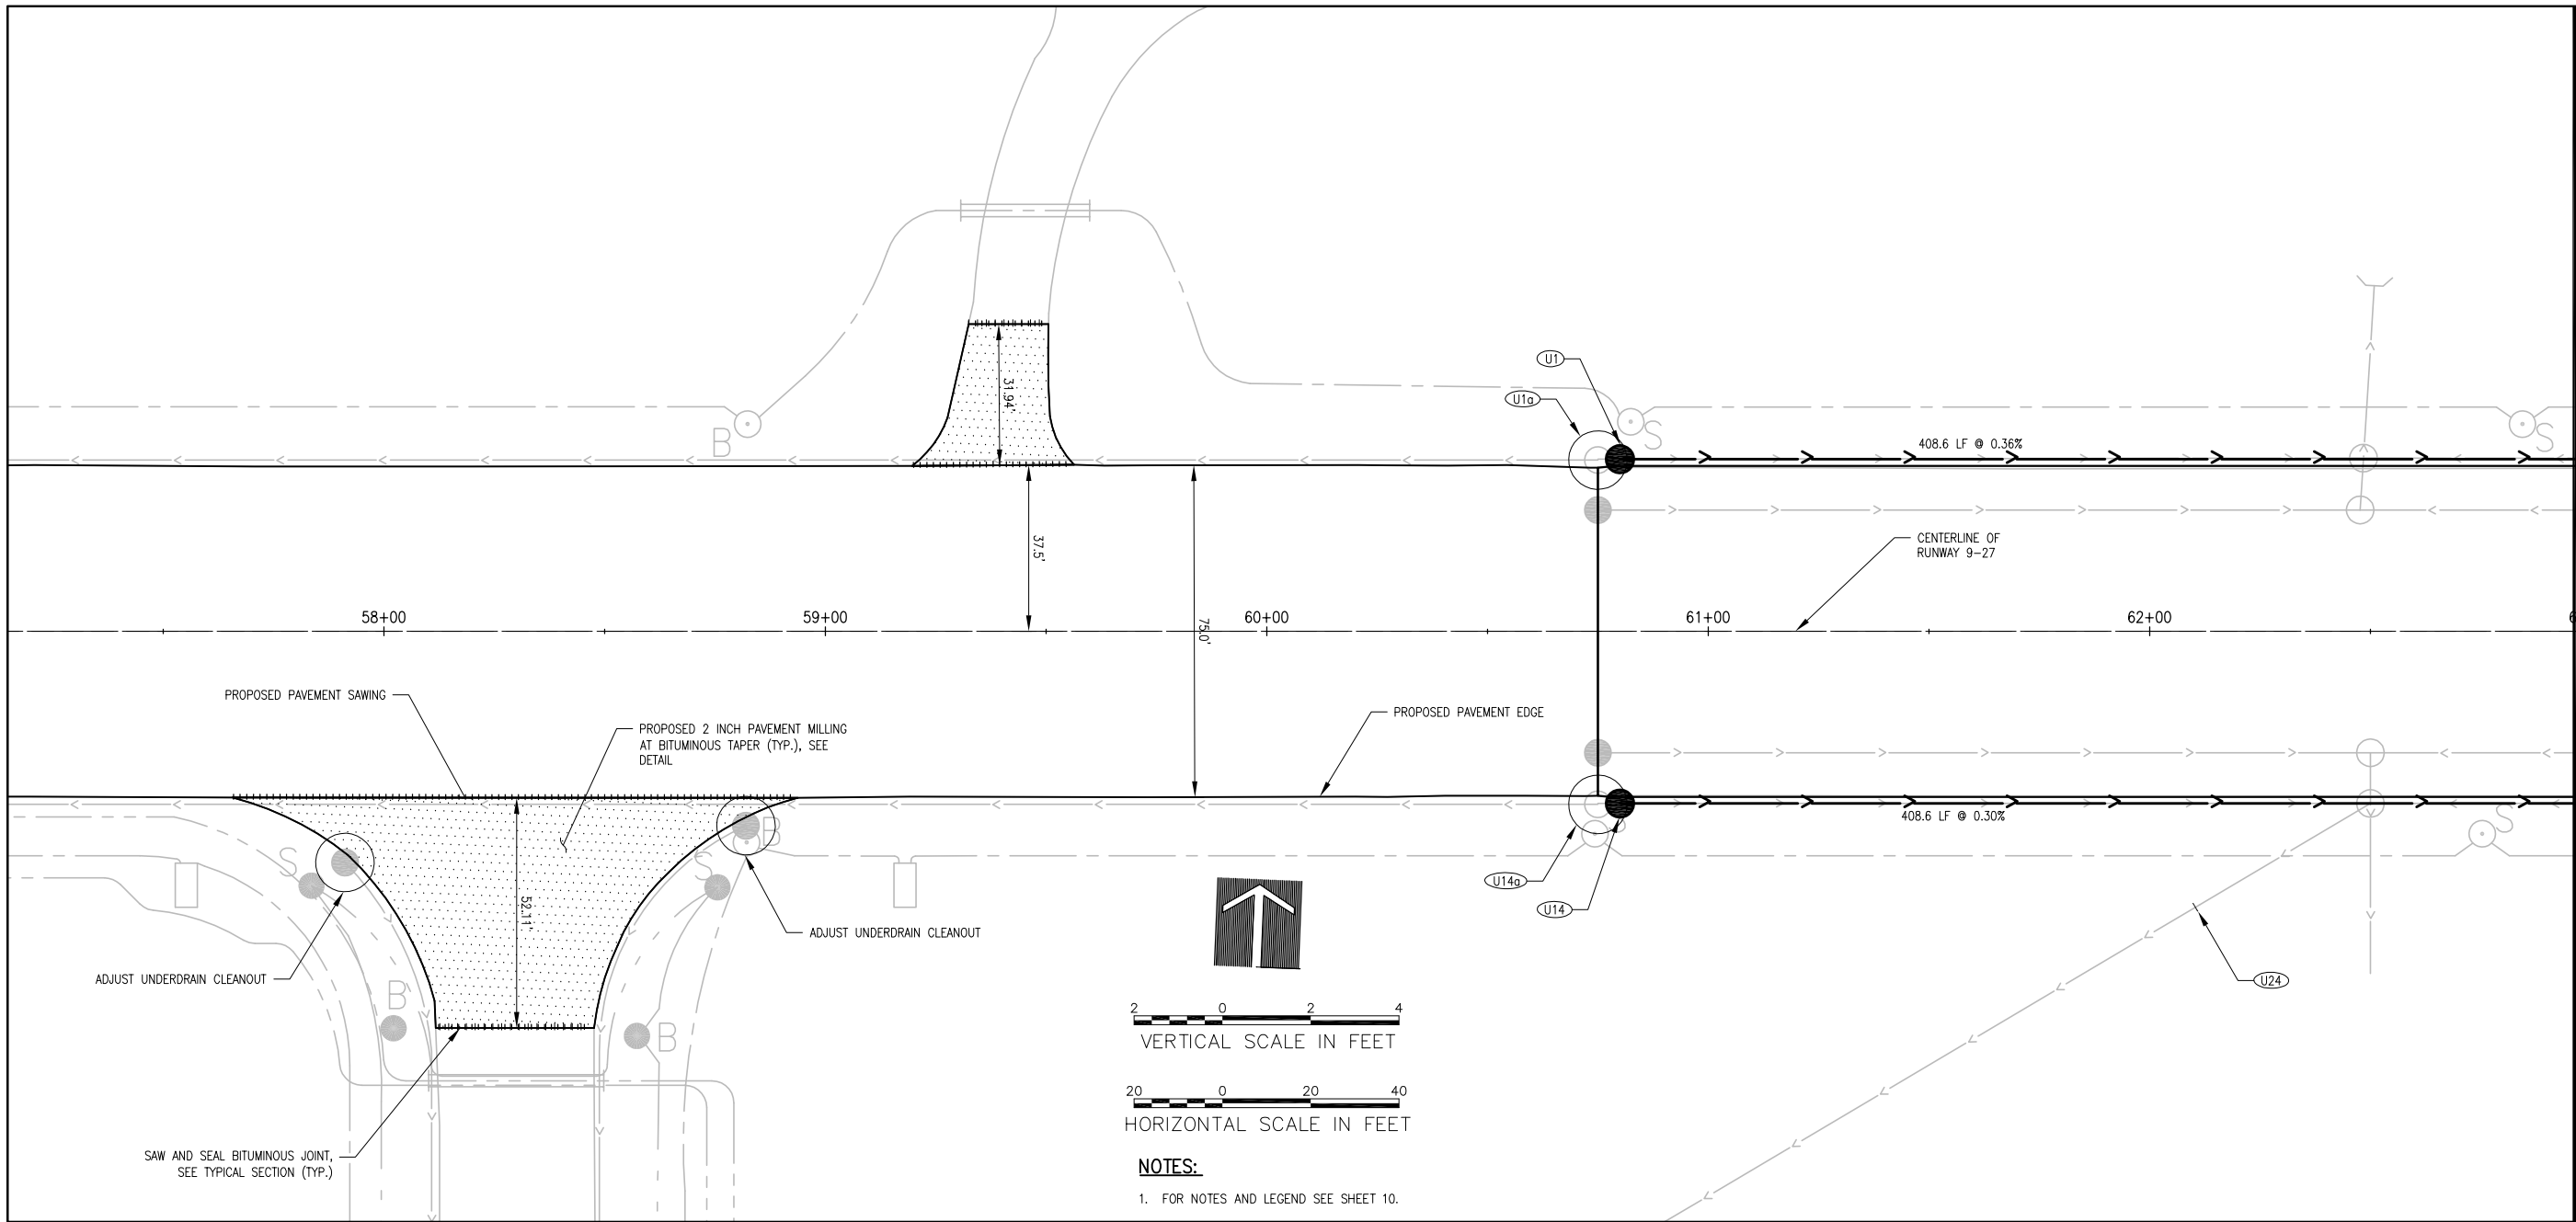 U1
U1a
B
S
S
31.94'
408.6 LF @ 0.36%
37.5'
CENTERLINE OF
RUNWAY 9-27
58+00
59+00
60+00
61+00
62+00
6
75.0'
PROPOSED PAVEMENT SAWING
PROPOSED PAVEMENT EDGE
PROPOSED 2 INCH PAVEMENT MILLING
AT BITUMINOUS TAPER (TYP.), SEE
DETAIL
408.6 LF @ 0.30%
S
S
B
S
S
52.11'
U14a
U14
ADJUST UNDERDRAIN CLEANOUT
ADJUST UNDERDRAIN CLEANOUT
U24
B
B
2 0 2 4
VERTICAL SCALE IN FEET
20 0 20 40
HORIZONTAL SCALE IN FEET
SAW AND SEAL BITUMINOUS JOINT,
SEE TYPICAL SECTION (TYP.)
NOTES:
1. FOR NOTES AND LEGEND SEE SHEET 10.